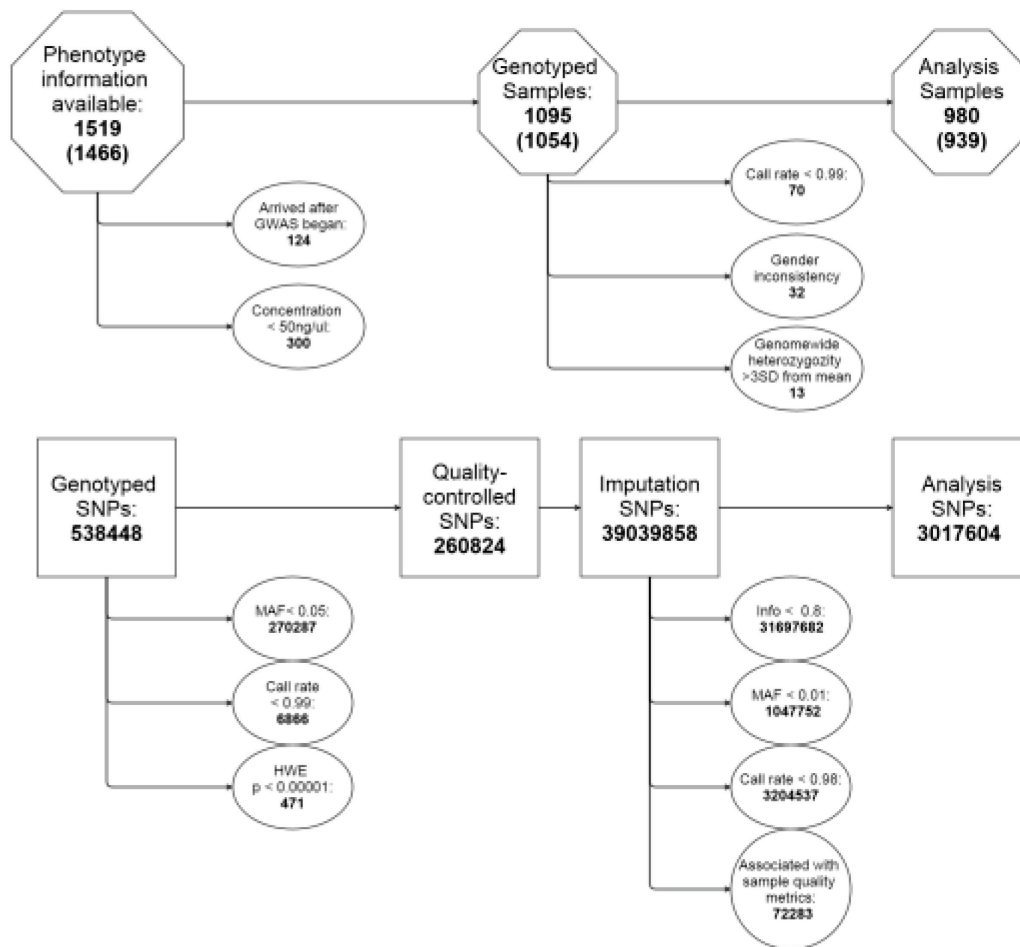 Phenotype
information
available:
1519
(1466)
Genotyped
Samples:
1095
(1054)
Analysis
Samples
980
(939)
Arrived after
GWAS began:
124
Concentration
< 50ng/ul:
300
Call rate < 0.99:
70
Gender
inconsistency
32
Genomewide
heterozygozity
>3SD from mean
13
Genotyped
SNPs:
538448
Quality-
controlled
SNPs:
260824
Imputation
SNPs:
39039858
Analysis
SNPs:
3017604
MAF< 0.05:
270287
Call rate
< 0.99:
6866
HWE
p < 0.00001:
471
Info < 0.8:
31697682
MAF < 0.01:
1047752
Call rate < 0.98:
3204537
Associated with
sample quality
metrics:
72283